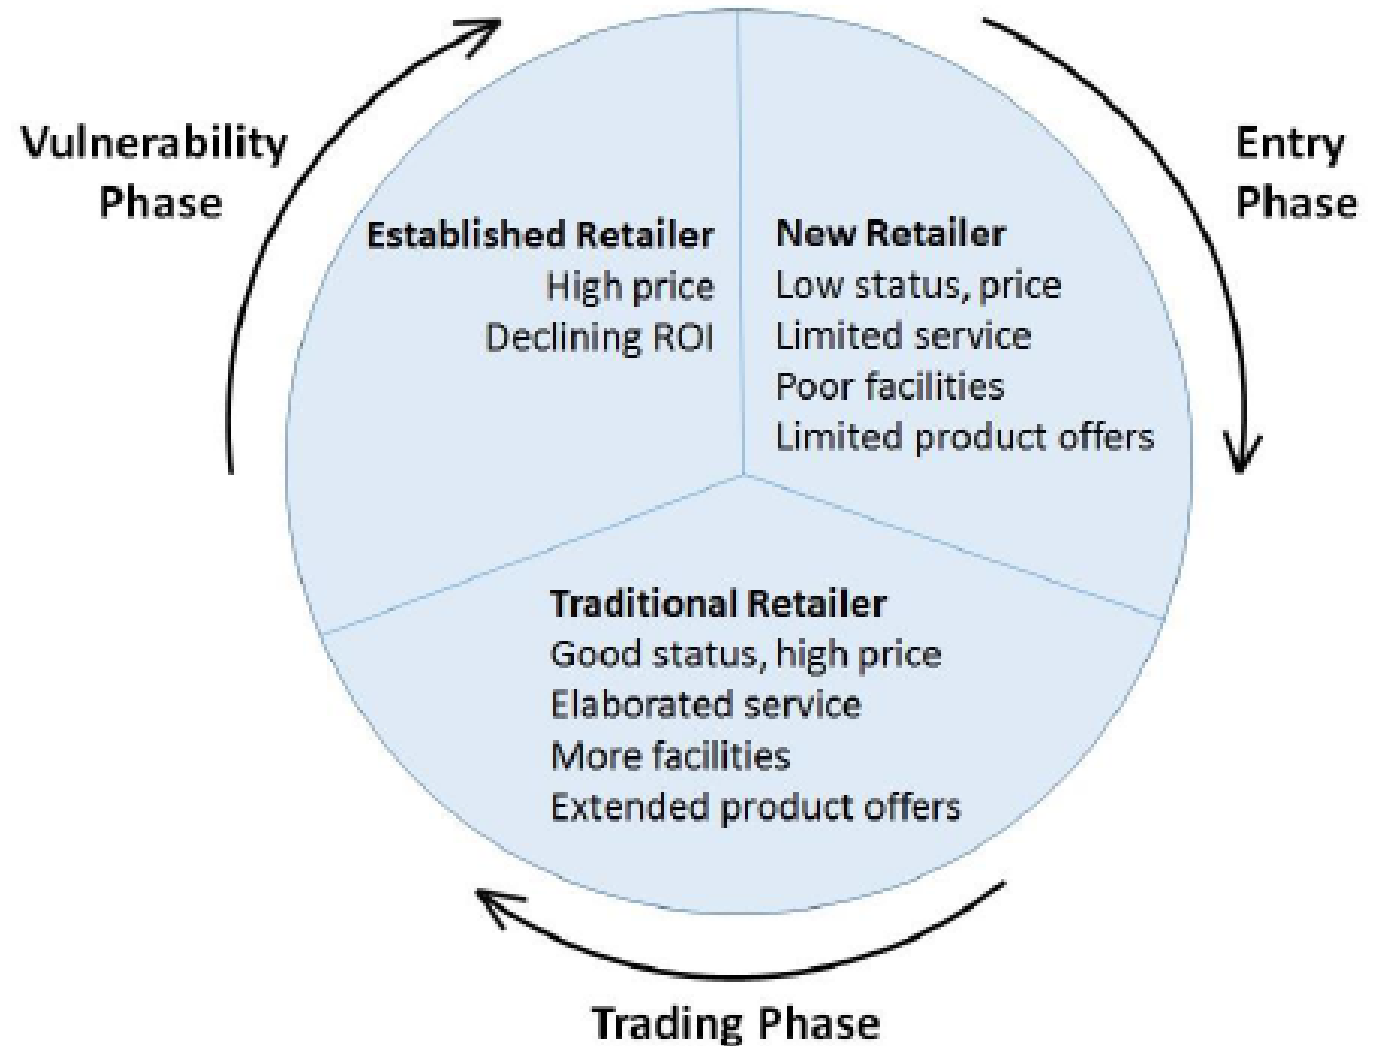 Vulnerability
Phase
Entry
Phase
Established Retailer
High price
Declining ROI
New Retailer
Low status, price
Limited service
Poor facilities
Limited product offers
Traditional Retailer
Good status, high price
Elaborated service
More facilities
Extended product offers
Trading Phase